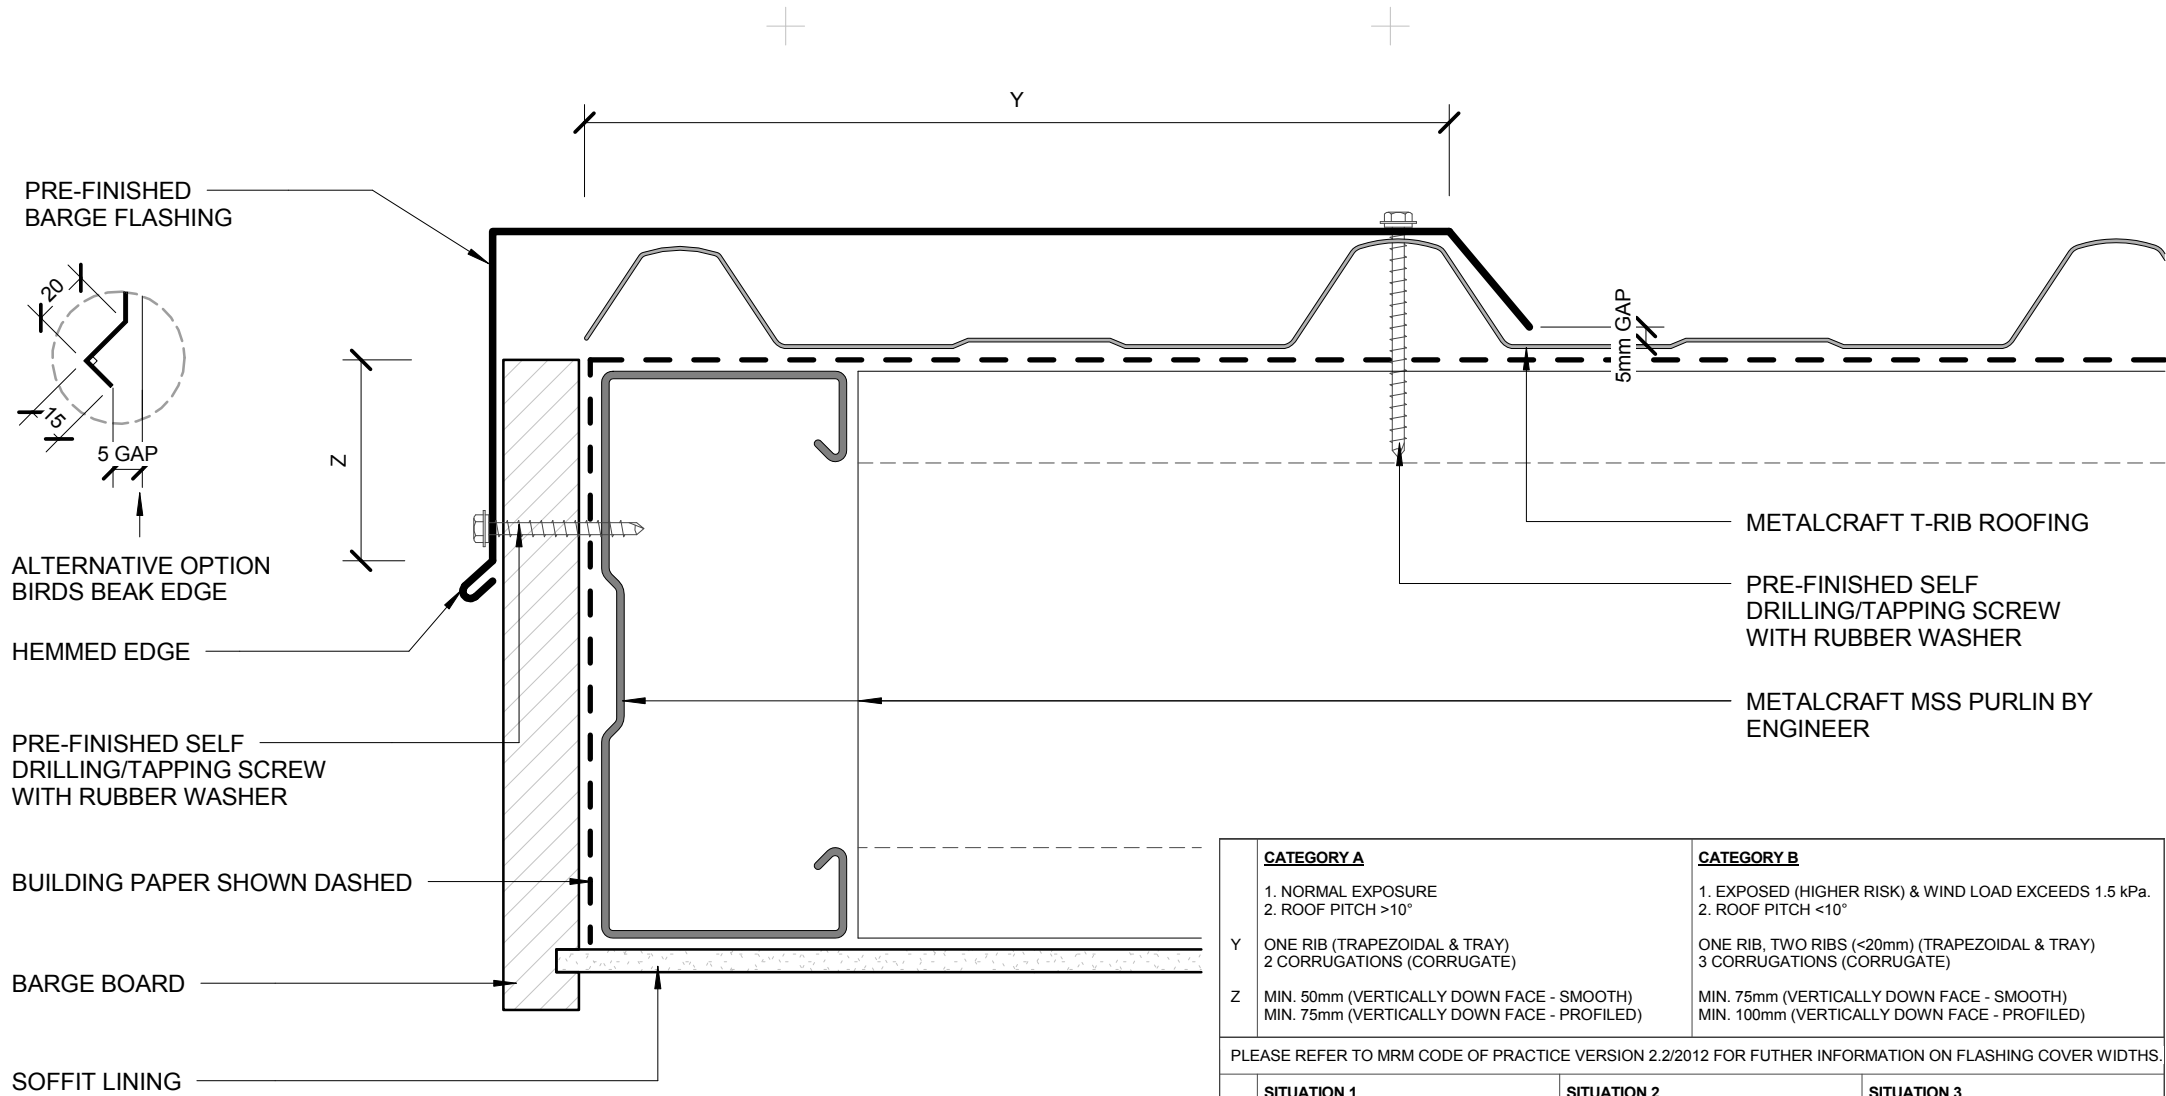 Y
PRE-FINISHED
BARGE FLASHING
20
15
5 GAP
Z
5mm GAP
ALTERNATIVE OPTION
BIRDS BEAK EDGE
HEMMED EDGE
PRE-FINISHED SELF
DRILLING/TAPPING SCREW
WITH RUBBER WASHER
BUILDING PAPER SHOWN DASHED
BARGE BOARD
SOFFIT LINING
METALCRAFT T-RIB ROOFING
PRE-FINISHED SELF
DRILLING/TAPPING SCREW
WITH RUBBER WASHER
METALCRAFT MSS PURLIN BY
ENGINEER
CATEGORY A
1. NORMAL EXPOSURE
2. ROOF PITCH >10°
Y
ONE RIB (TRAPEZOIDAL & TRAY)
2 CORRUGATIONS (CORRUGATE)
Z
MIN. 50mm (VERTICALLY DOWN FACE - SMOOTH)
MIN. 75mm (VERTICALLY DOWN FACE - PROFILED)
CATEGORY B
1. EXPOSED (HIGHER RISK) & WIND LOAD EXCEEDS 1.5 kPa.
2. ROOF PITCH <10°
ONE RIB, TWO RIBS (<20mm) (TRAPEZOIDAL & TRAY)
3 CORRUGATIONS (CORRUGATE)
MIN. 75mm (VERTICALLY DOWN FACE - SMOOTH)
MIN. 100mm (VERTICALLY DOWN FACE - PROFILED)
PLEASE REFER TO MRM CODE OF PRACTICE VERSION 2.2/2012 FOR FUTHER INFORMATION ON FLASHING COVER WIDTHS.
SITUATION 1
SITUATION 2
SITUATION 3